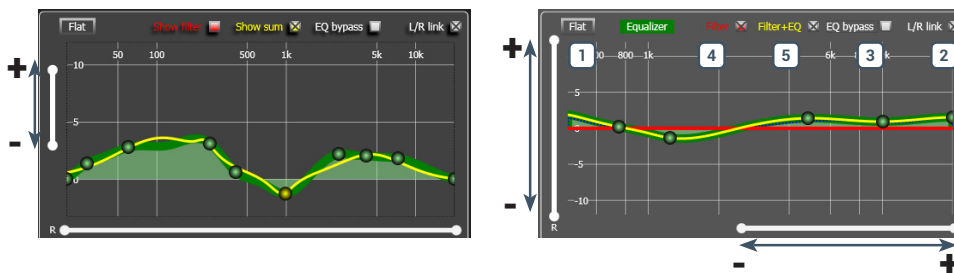 Flat Show filter Show sum EQ bypass L/R link
50 100 500 1k 5k 10k
+
10
5
0
-
R
Flat Equalizer Filter Filter+EQ EQ bypass L/R link
+
1 800 1k 4 5 6k 3 2
5
0
-5
-10
-
R
- +